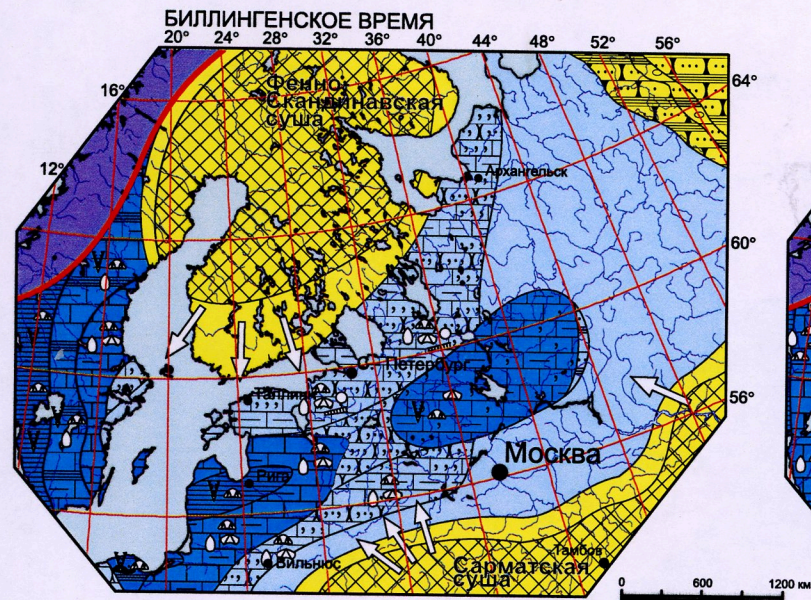 БИЛЛИНГЕНСКОЕ ВРЕМЯ
20° 24° 28° 32° 36° 40° 44° 48° 52° 56°
16°
64°
Фенно-
Скандинавская
суша
12°
Архангельск
60°
С.-Петербург
Таллинн
56°
Москва
Рига
Вильнюс
Тамбов
Сарматская
суша
0 600 1200 км